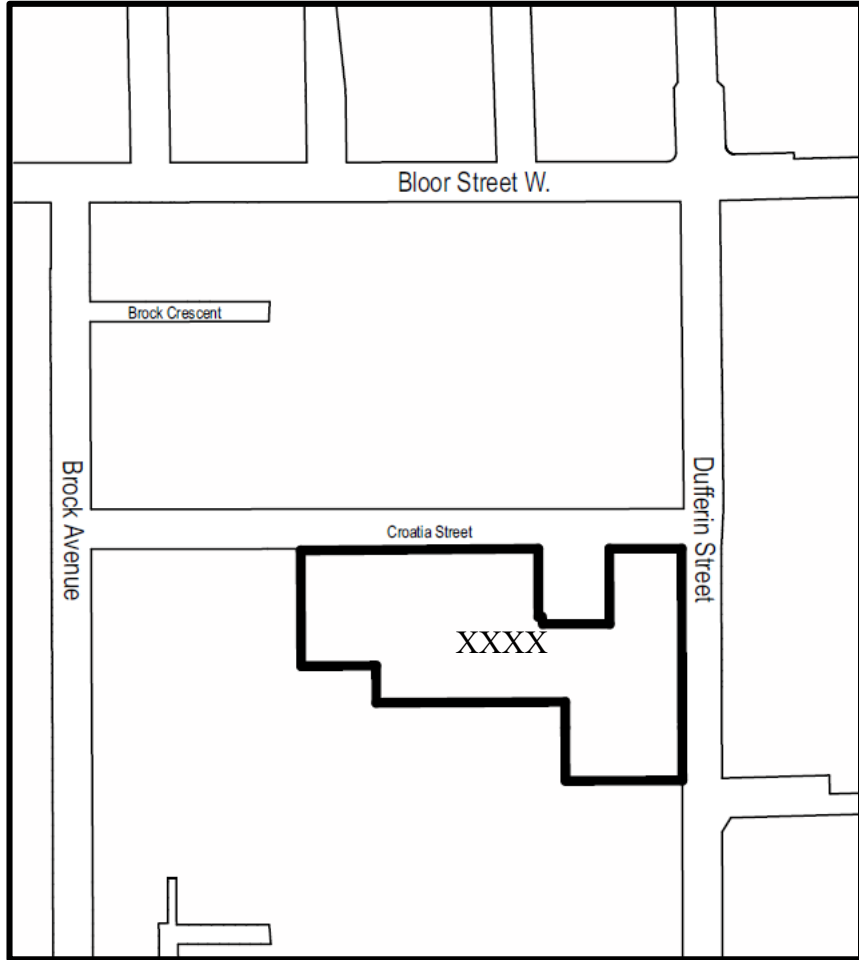 Bloor Street W.
Brock Crescent
Brock Avenue
Dufferin Street
Croatia Street
XXXX